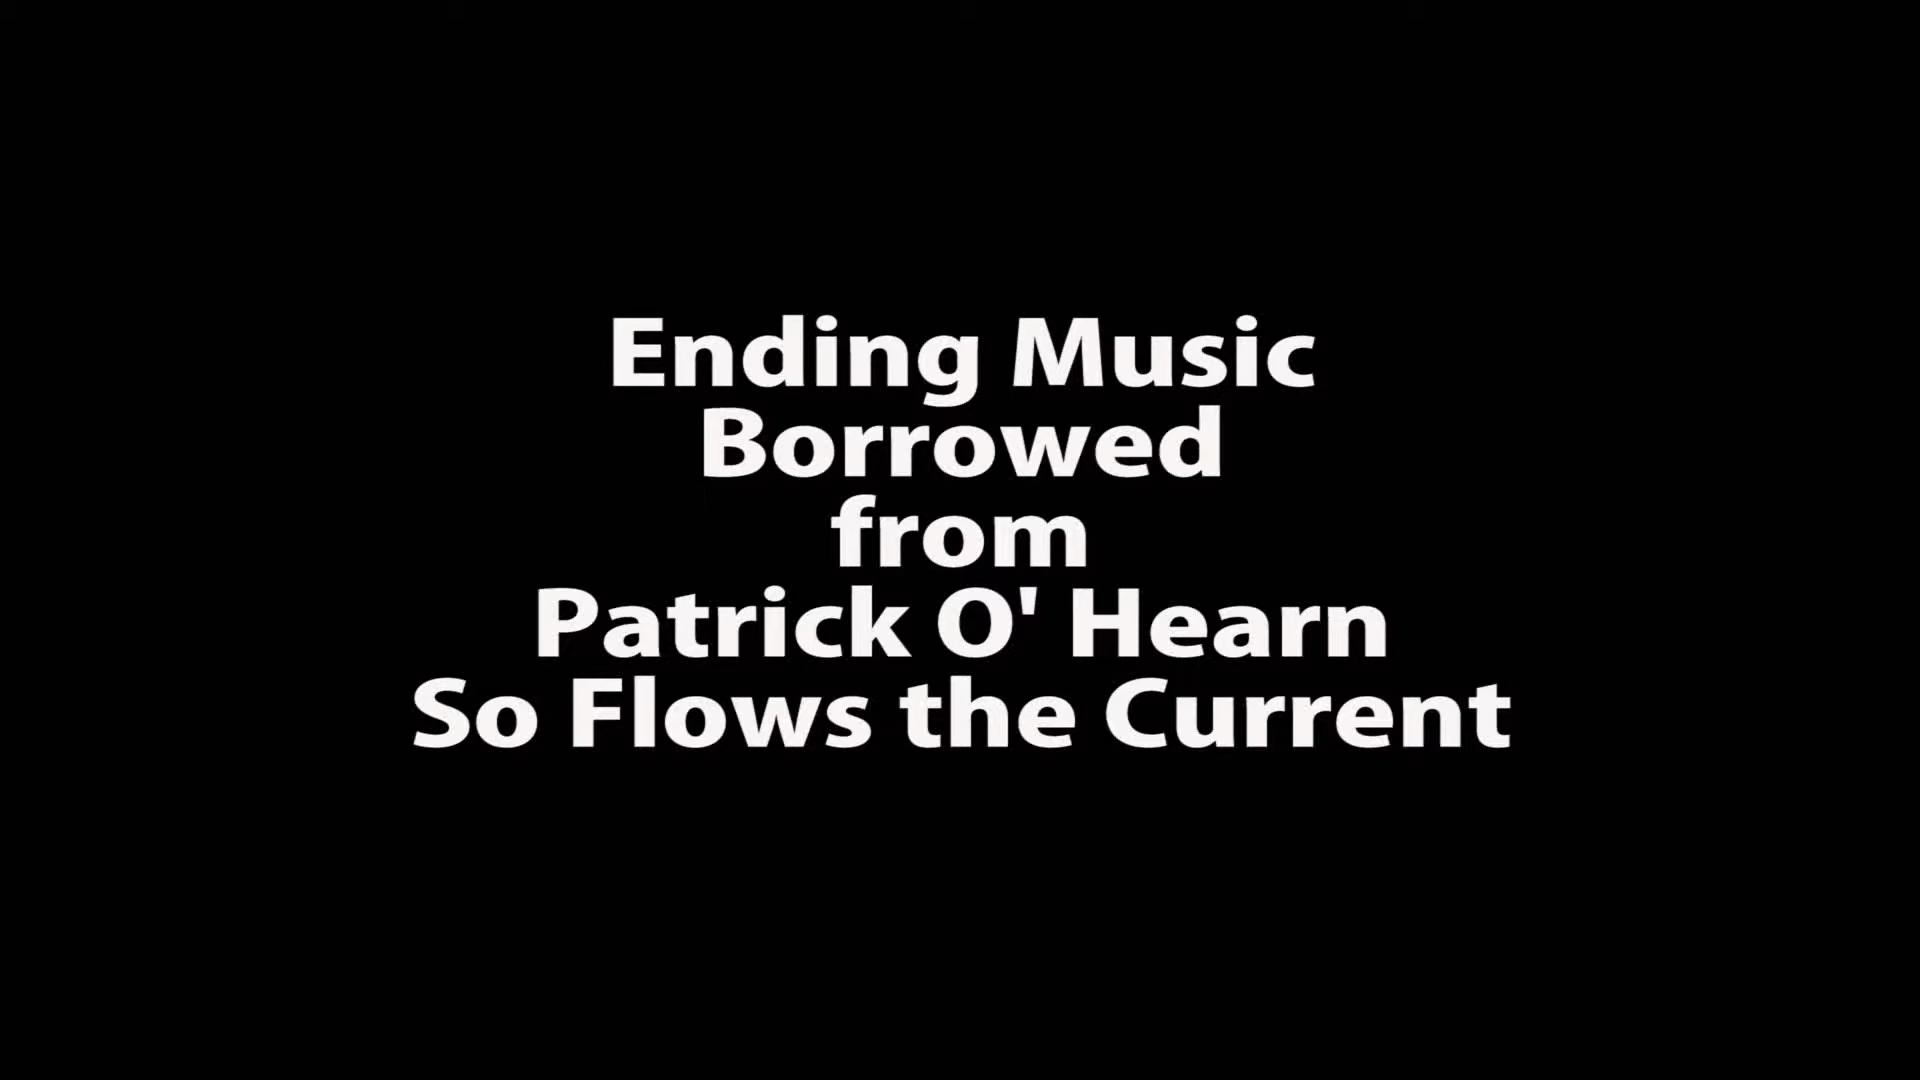 Ending Music
Borrowed
from
Patrick O' Hearn
So Flows the Current